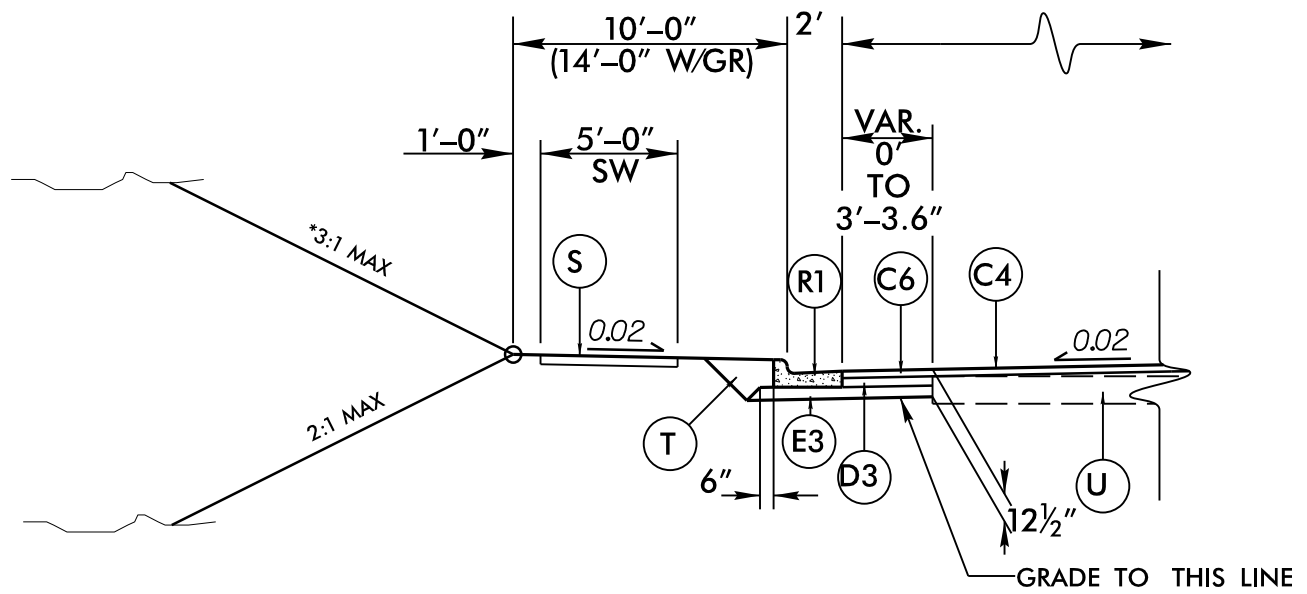 10'-0" 2'
(14'-0" W/GR)
1'-0" 5'-0" VAR.
SW 0'
TO
3'-3.6"
*3:1 MAX
S R1 C6 C4
0.02 0.02
2:1 MAX
T E3 D3 U
6"
12½"
GRADE TO THIS LINE